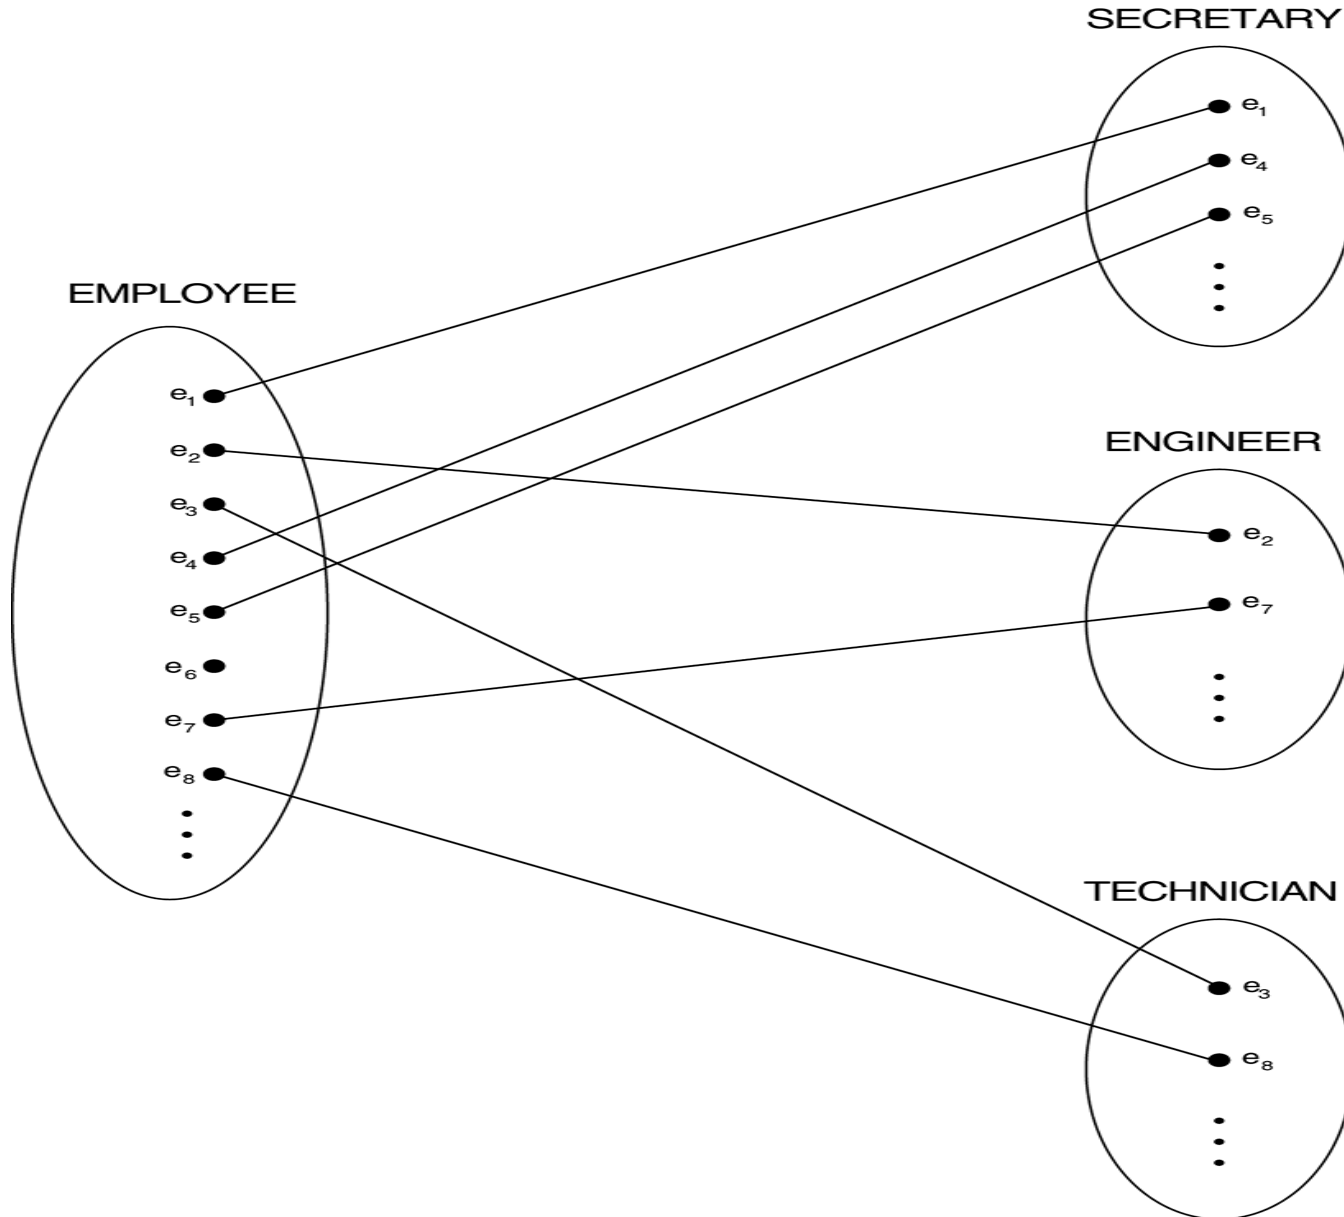 SECRETARY
e₁
e₄
e₅
EMPLOYEE
e₁
e₂
e₃
e₄
e₅
e₆
e₇
e₈
ENGINEER
e₂
e₇
TECHNICIAN
e₃
e₈